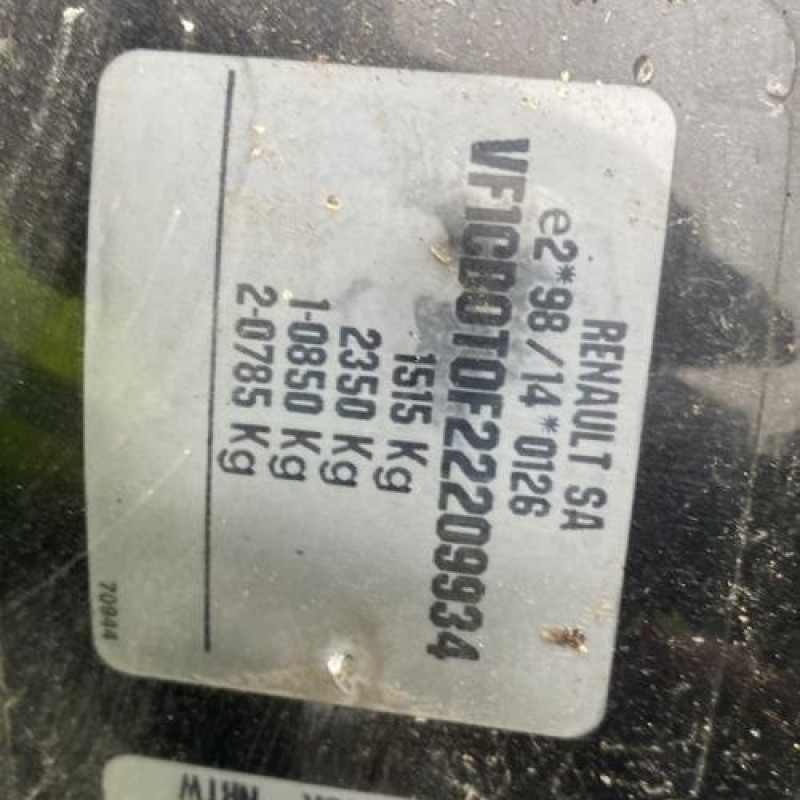 RENAULT SA
e2*98/14*0126
VF1CB0T0F22209934
1515 Kg
2350 Kg
1-0850 Kg
2-0785 Kg
70944